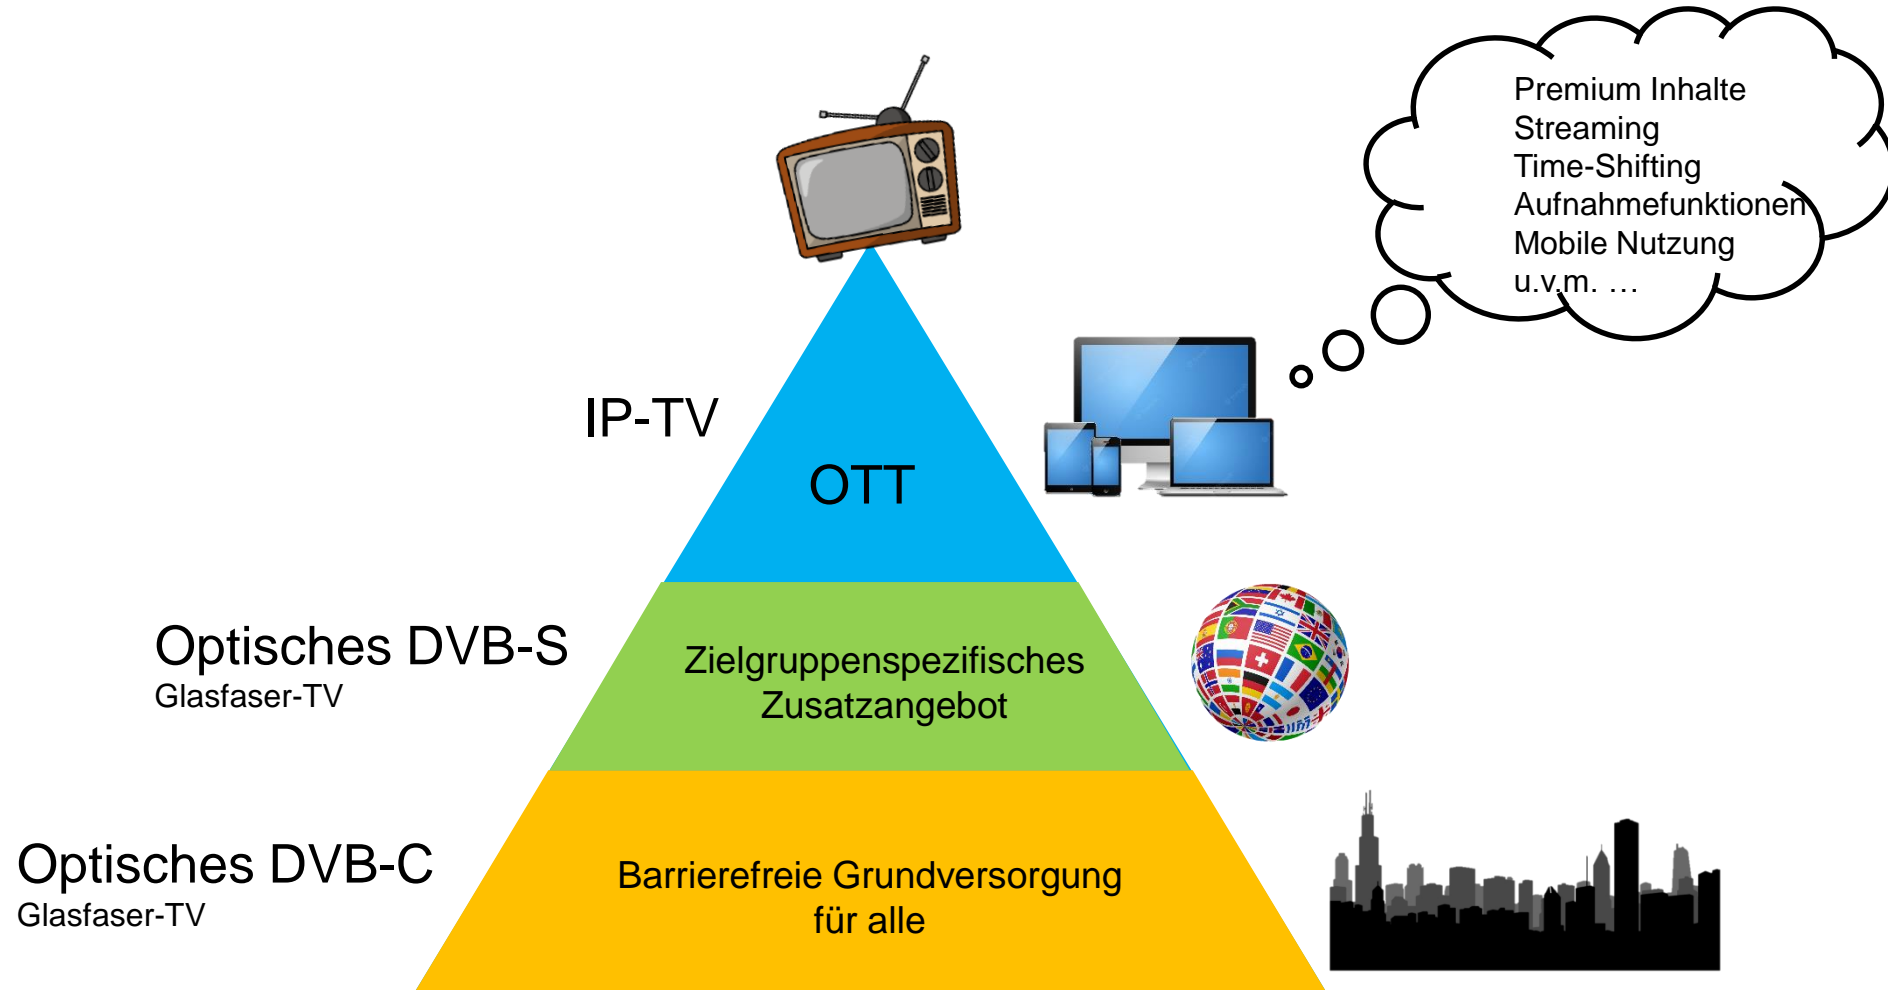 Premium Inhalte
Streaming
Time-Shifting
Aufnahmefunktionen
Mobile Nutzung
u.v.m. …
IP-TV
OTT
Optisches DVB-S
Glasfaser-TV
Zielgruppenspezifisches
Zusatzangebot
Optisches DVB-C
Glasfaser-TV
Barrierefreie Grundversorgung
für alle